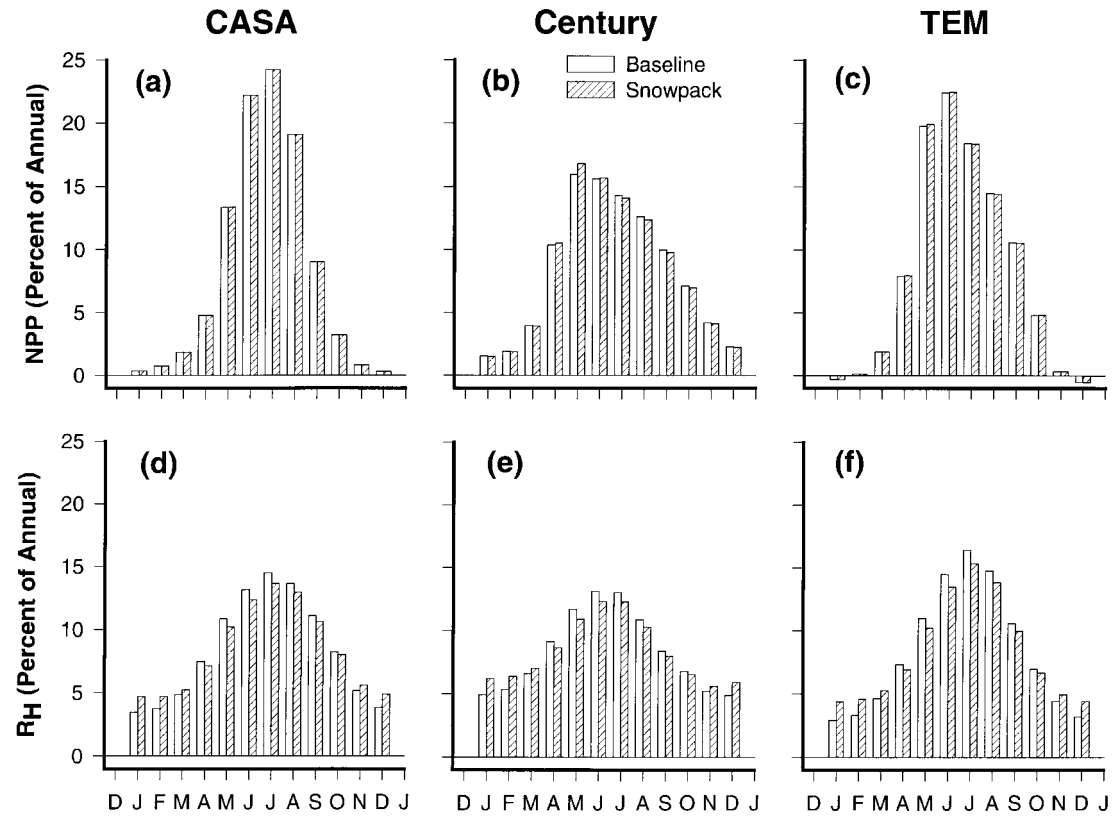 CASA Century TEM
NPP (Percent of Annual)
25
20
15
10
5
0
(a)
(b)
Baseline
Snowpack
(c)
RH (Percent of Annual)
25
20
15
10
5
0
(d)
(e)
(f)
D J F M A M J J A S O N D J
D J F M A M J J A S O N D J
D J F M A M J J A S O N D J